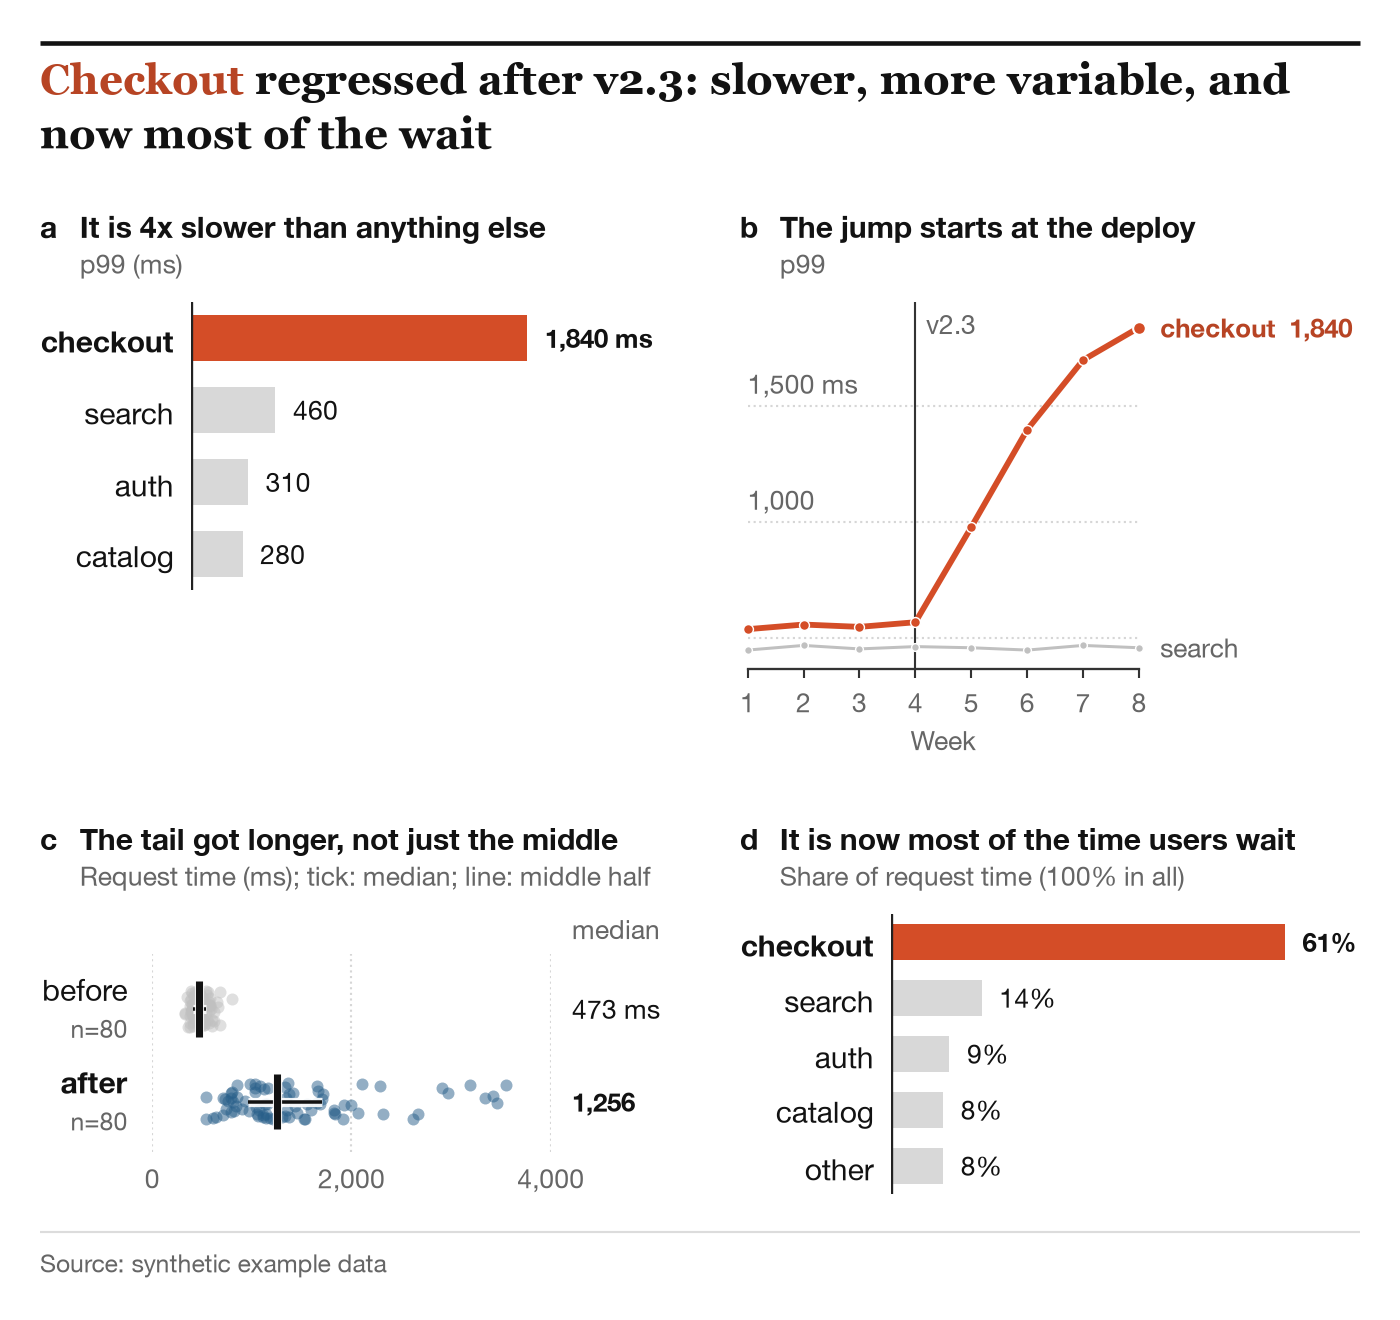 Checkout regressed after v2.3: slower, more variable, and
now most of the wait
a It is 4x slower than anything else
p99 (ms)
checkout 1,840 ms
search 460
auth 310
catalog 280
b The jump starts at the deploy
p99
v2.3
checkout 1,840
1,500 ms
1,000
search
1 2 3 4 5 6 7 8
Week
c The tail got longer, not just the middle
Request time (ms); tick: median; line: middle half
median
before
n=80
473 ms
after
n=80
1,256
0 2,000 4,000
d It is now most of the time users wait
Share of request time (100% in all)
checkout 61%
search 14%
auth 9%
catalog 8%
other 8%
Source: synthetic example data